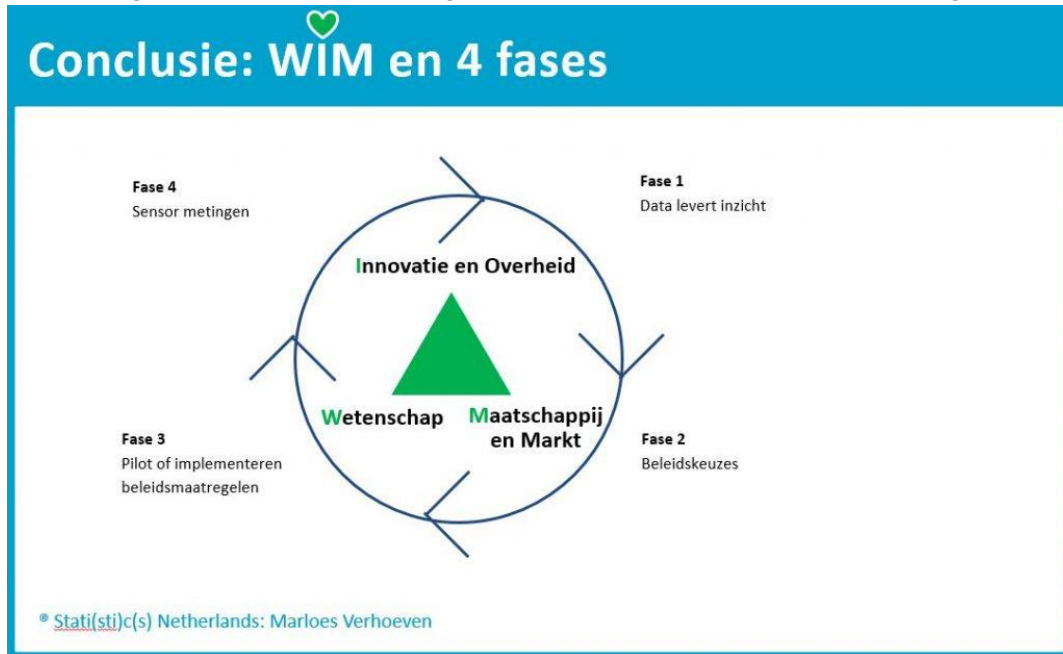 Conclusie: WIM en 4 fases
Fase 4
Sensor metingen
Fase 1
Data levert inzicht
Innovatie en Overheid
Wetenschap
Maatschappij
en Markt
Fase 3
Pilot of implementeren
beleidsmaatregelen
Fase 2
Beleidskeuzes
® Stati(sti)c(s) Netherlands: Marloes Verhoeven